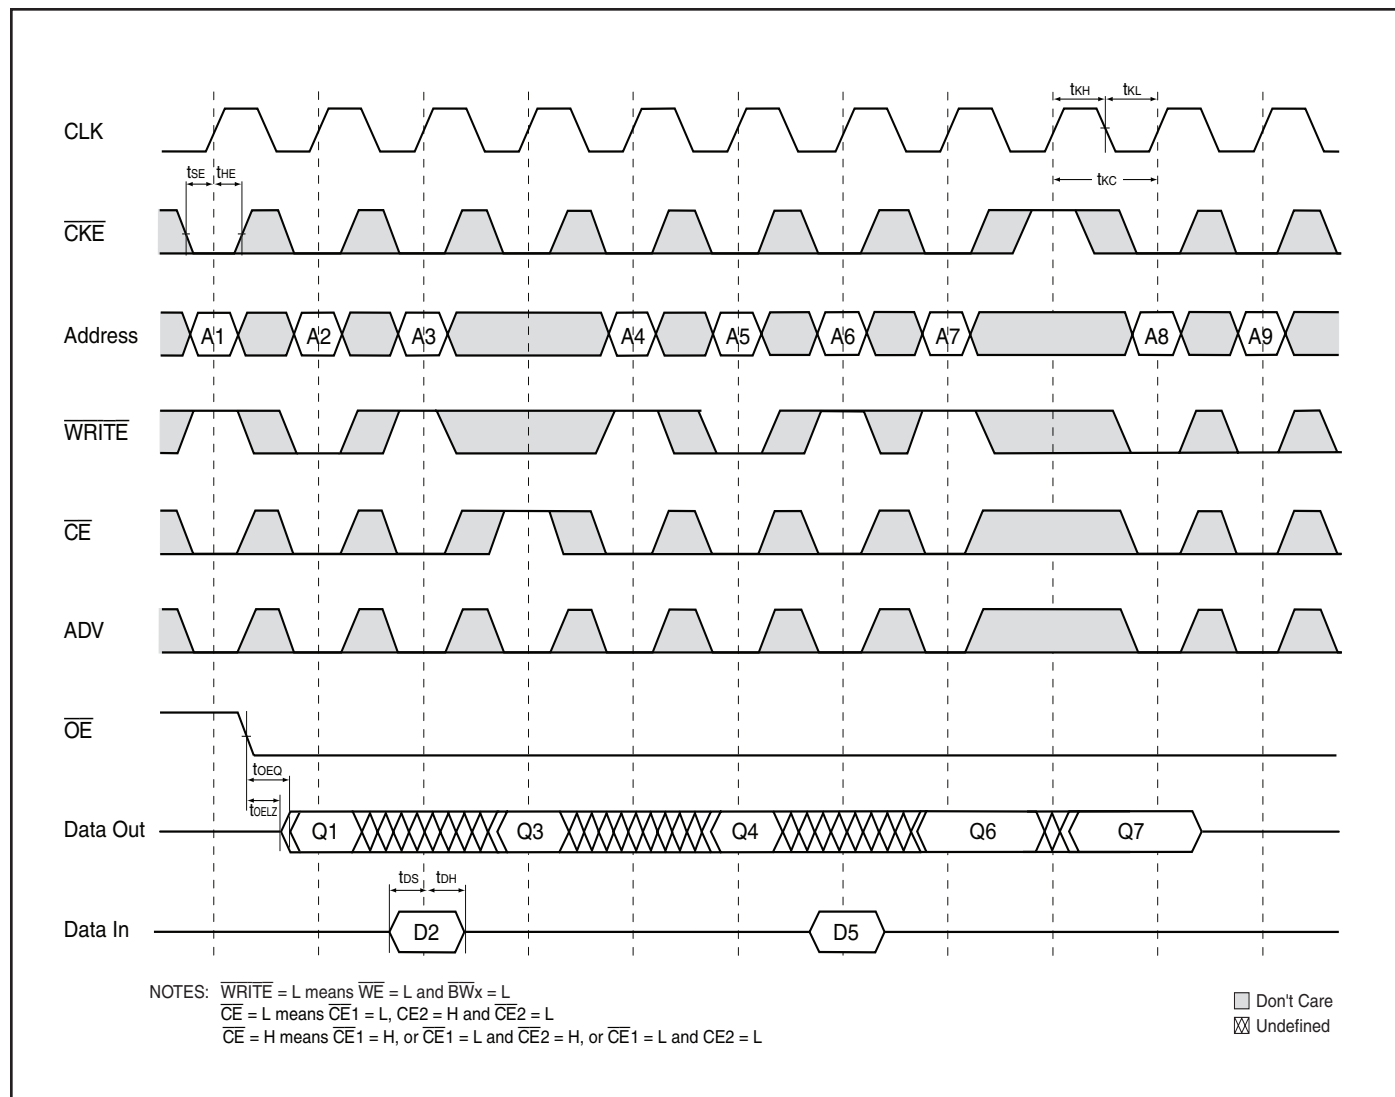 tKH tKL
CLK
tSE tHE
tKC
CKE
Address A1 A2 A3 A4 A5 A6 A7 A8 A9
WRITE
CE
ADV
OE
tOEQ
tOELZ
Data Out Q1 Q3 Q4 Q6 Q7
tDS tDH
Data In D2 D5
NOTES: WRITE = L means WE = L and BWx = L
CE = L means CE1 = L, CE2 = H and CE2 = L
CE = H means CE1 = H, or CE1 = L and CE2 = H, or CE1 = L and CE2 = L
Don't Care
Undefined